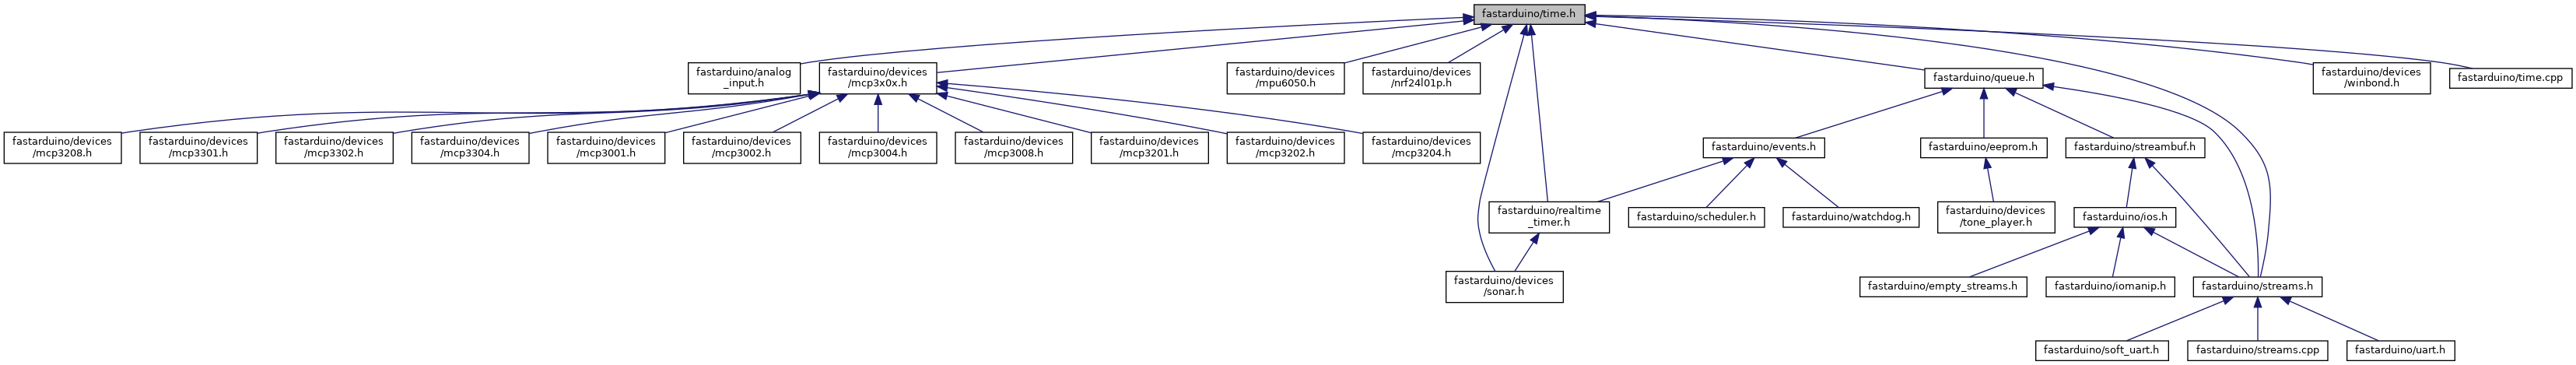 fastarduino/time.h
fastarduino/analog
_input.h
fastarduino/devices
/mcp3x0x.h
fastarduino/devices
/mpu6050.h
fastarduino/devices
/nrf24l01p.h
fastarduino/queue.h
fastarduino/devices
/winbond.h
fastarduino/time.cpp
fastarduino/devices
/mcp3208.h
fastarduino/devices
/mcp3301.h
fastarduino/devices
/mcp3302.h
fastarduino/devices
/mcp3304.h
fastarduino/devices
/mcp3001.h
fastarduino/devices
/mcp3002.h
fastarduino/devices
/mcp3004.h
fastarduino/devices
/mcp3008.h
fastarduino/devices
/mcp3201.h
fastarduino/devices
/mcp3202.h
fastarduino/devices
/mcp3204.h
fastarduino/events.h
fastarduino/eeprom.h
fastarduino/streambuf.h
fastarduino/realtime
_timer.h
fastarduino/scheduler.h
fastarduino/watchdog.h
fastarduino/devices
/tone_player.h
fastarduino/ios.h
fastarduino/devices
/sonar.h
fastarduino/empty_streams.h
fastarduino/iomanip.h
fastarduino/streams.h
fastarduino/soft_uart.h
fastarduino/streams.cpp
fastarduino/uart.h